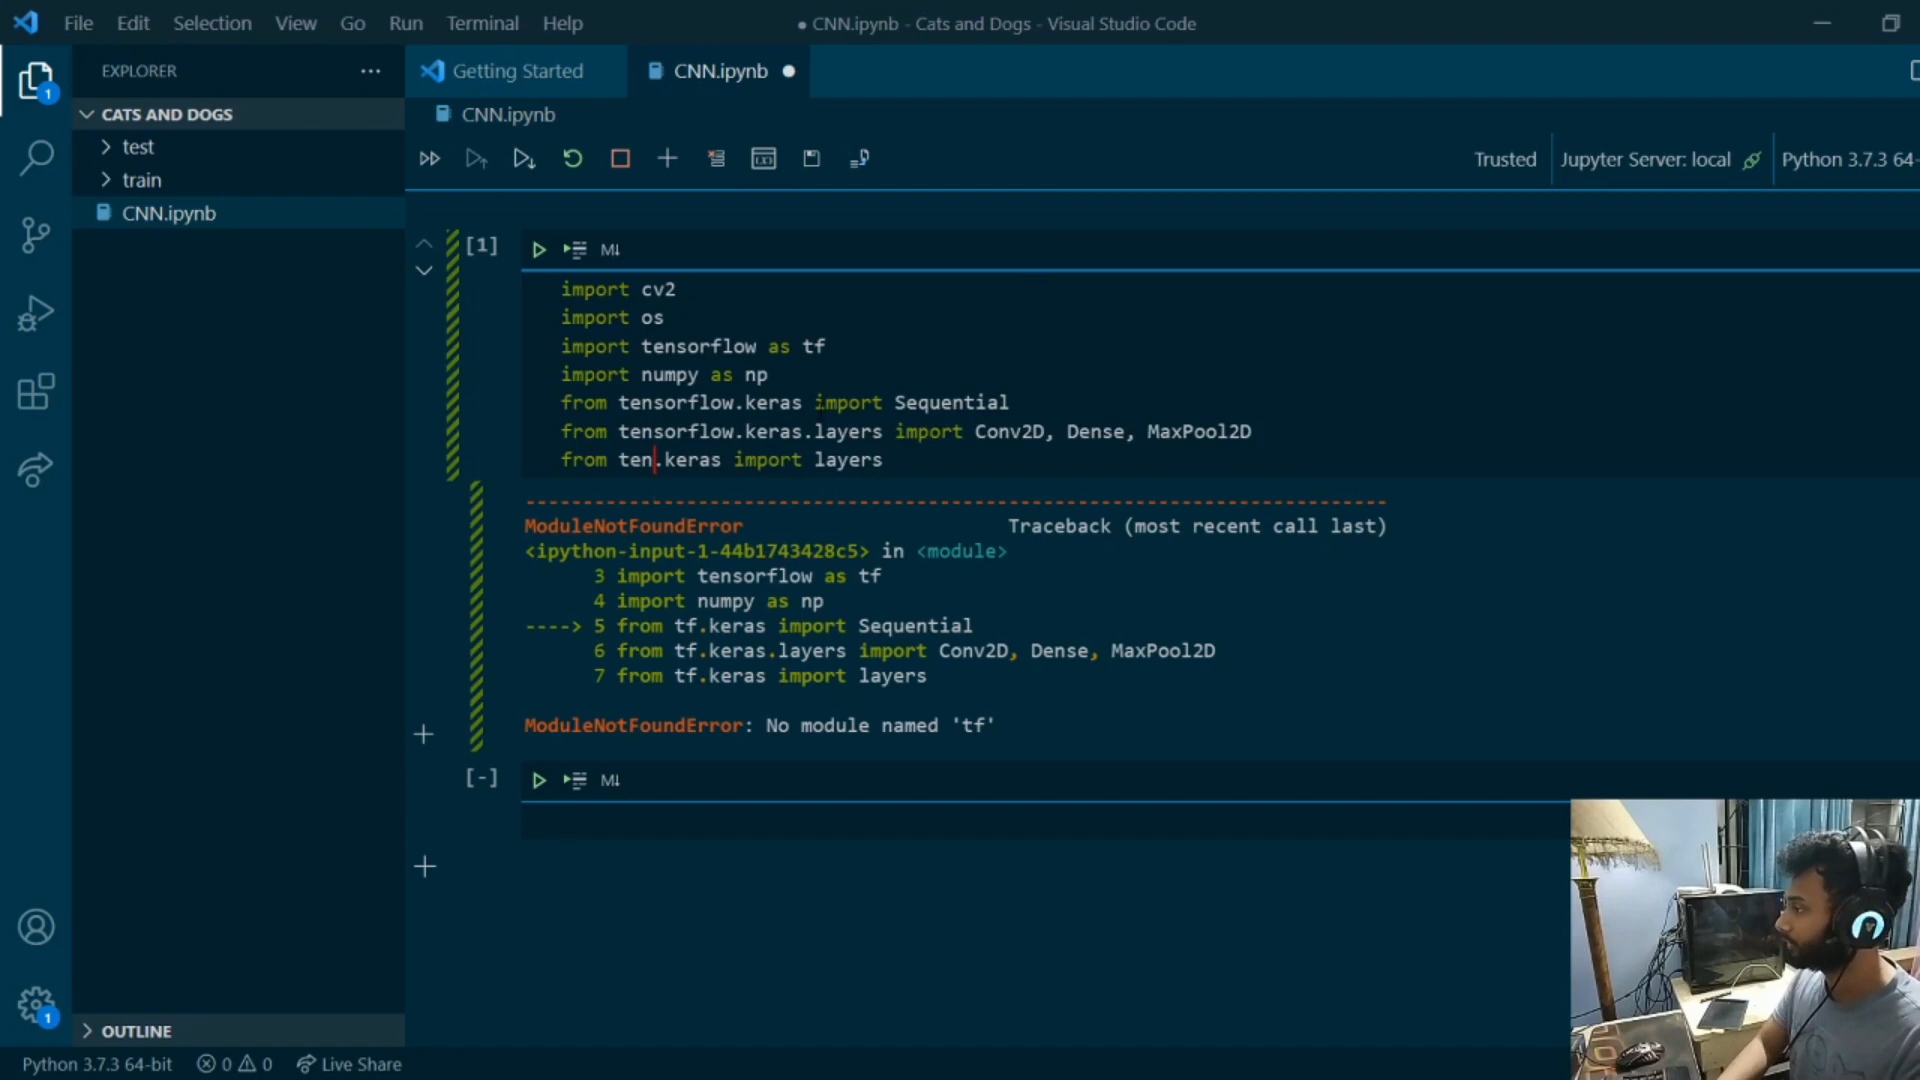 File Edit Selection View Go Run Terminal Help
● CNN.ipynb - Cats and Dogs - Visual Studio Code
EXPLORER ...
Getting Started
CNN.ipynb
CATS AND DOGS
test
train
CNN.ipynb
CNN.ipynb
Trusted
Jupyter Server: local
Python 3.7.3 64-
[1]
M↓
import cv2
import os
import tensorflow as tf
import numpy as np
from tensorflow.keras import Sequential
from tensorflow.keras.layers import Conv2D, Dense, MaxPool2D
from ten.keras import layers
---------------------------------------------------------------------------
ModuleNotFoundError Traceback (most recent call last)
<ipython-input-1-44b1743428c5> in <module>
3 import tensorflow as tf
4 import numpy as np
----> 5 from tf.keras import Sequential
6 from tf.keras.layers import Conv2D, Dense, MaxPool2D
7 from tf.keras import layers
ModuleNotFoundError: No module named 'tf'
[-]
M↓
1
1
OUTLINE
Python 3.7.3 64-bit
0
0
Live Share